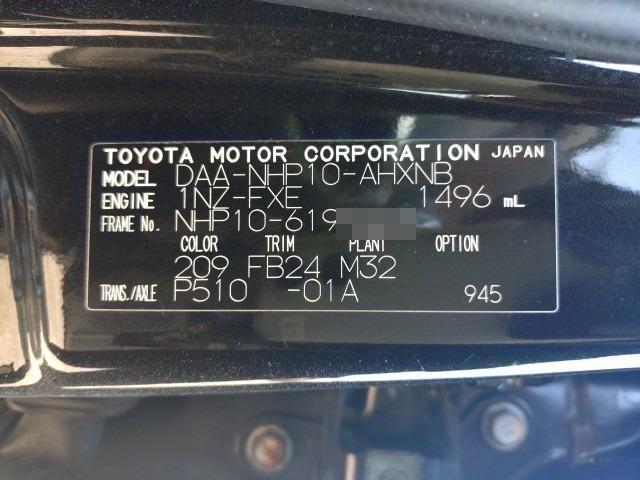 TOYOTA MOTOR CORPORATION JAPAN
MODEL DAA-NHP10-AHXNB
ENGINE 1NZ-FXE 1496 mL
FRAME No. NHP10-619
COLOR TRIM PLANT OPTION
209 FB24 M32
TRANS./AXLE P510 -01A 945